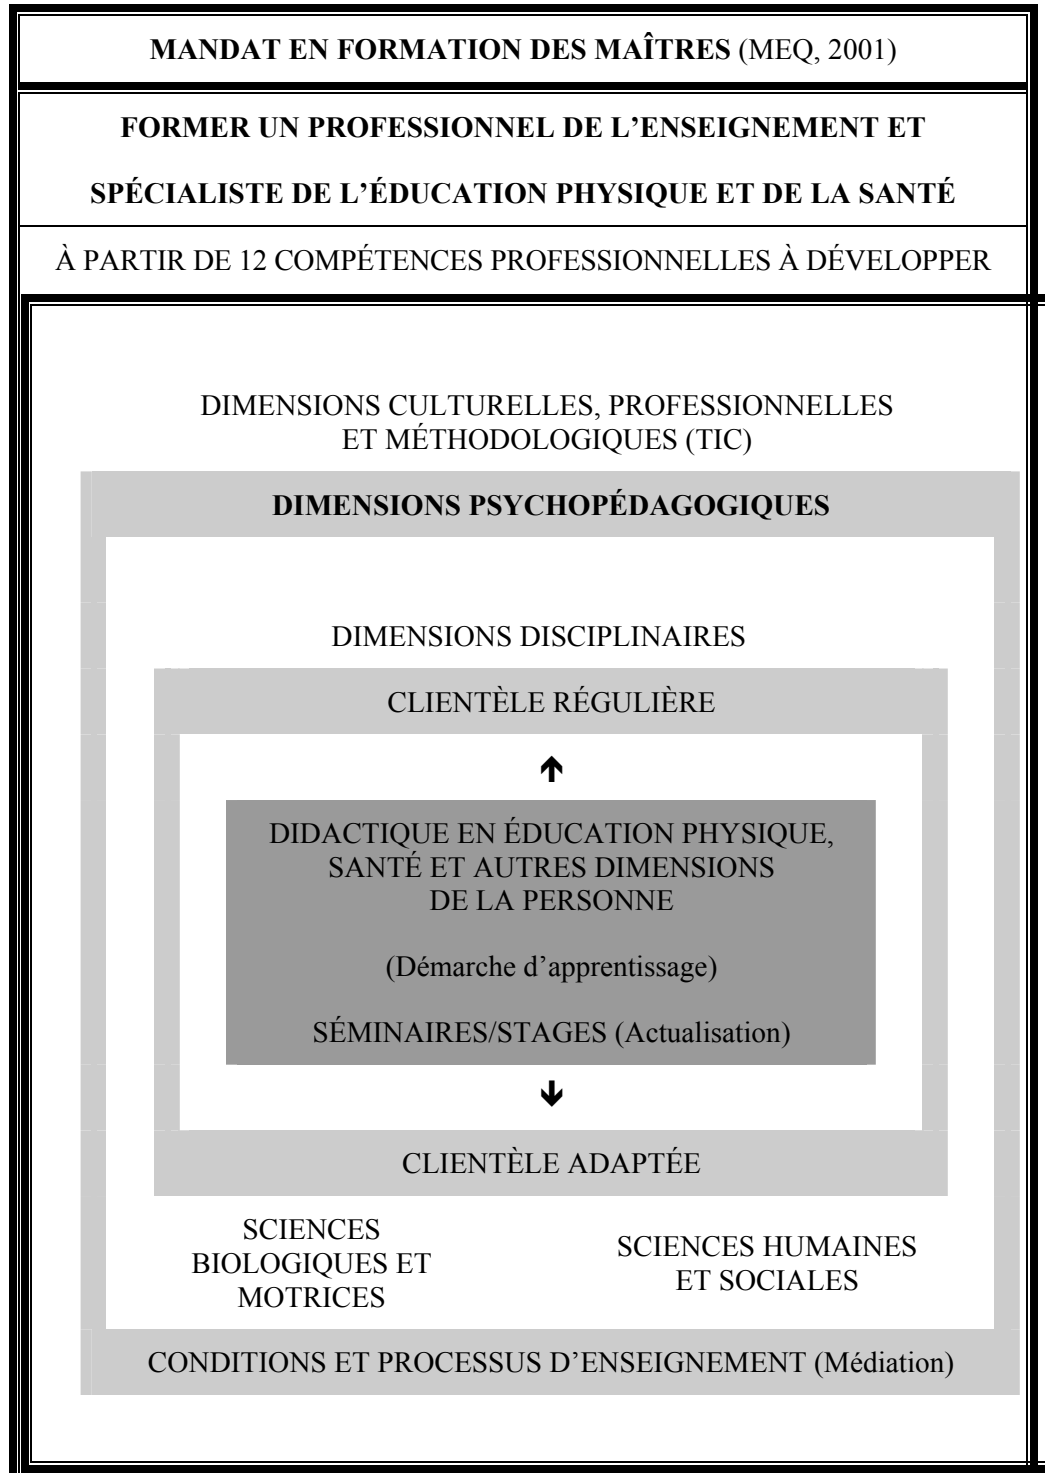 MANDAT EN FORMATION DES MAÎTRES (MEQ, 2001)
FORMER UN PROFESSIONNEL DE L’ENSEIGNEMENT ET
SPÉCIALISTE DE L’ÉDUCATION PHYSIQUE ET DE LA SANTÉ
À PARTIR DE 12 COMPÉTENCES PROFESSIONNELLES À DÉVELOPPER
DIMENSIONS CULTURELLES, PROFESSIONNELLES
ET MÉTHODOLOGIQUES (TIC)
DIMENSIONS PSYCHOPÉDAGOGIQUES
DIMENSIONS DISCIPLINAIRES
CLIENTÈLE RÉGULIÈRE
DIDACTIQUE EN ÉDUCATION PHYSIQUE,
SANTÉ ET AUTRES DIMENSIONS
DE LA PERSONNE
(Démarche d’apprentissage)
SÉMINAIRES/STAGES (Actualisation)
CLIENTÈLE ADAPTÉE
SCIENCES
BIOLOGIQUES ET
MOTRICES
SCIENCES HUMAINES
ET SOCIALES
CONDITIONS ET PROCESSUS D’ENSEIGNEMENT (Médiation)